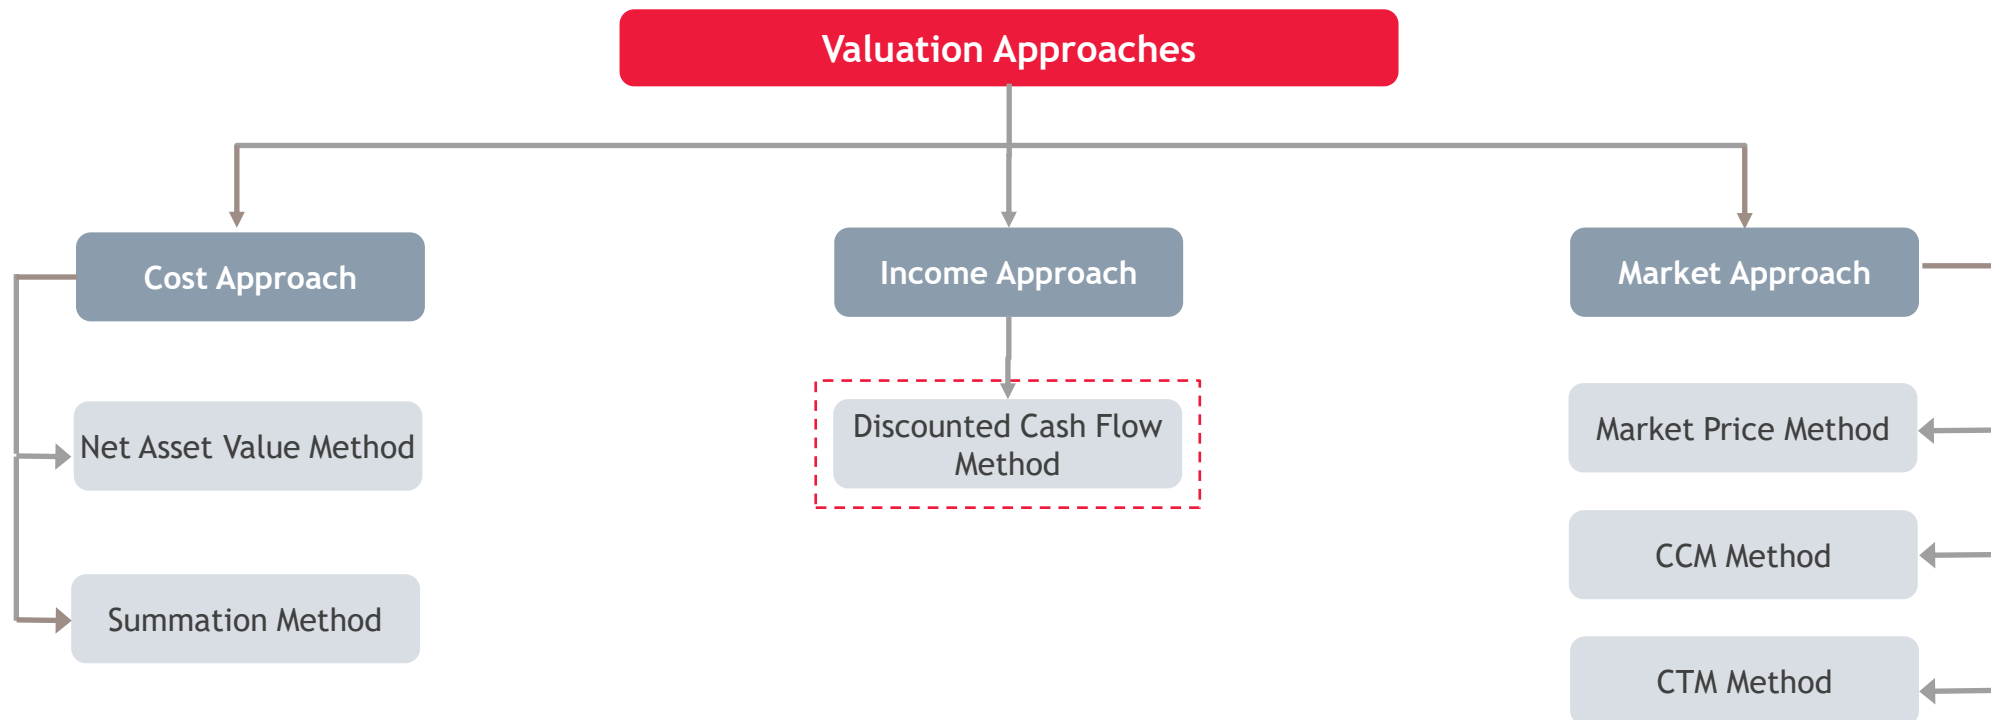 Valuation Approaches
Cost Approach
Income Approach
Market Approach
Net Asset Value Method
Discounted Cash Flow
Method
Market Price Method
CCM Method
Summation Method
CTM Method